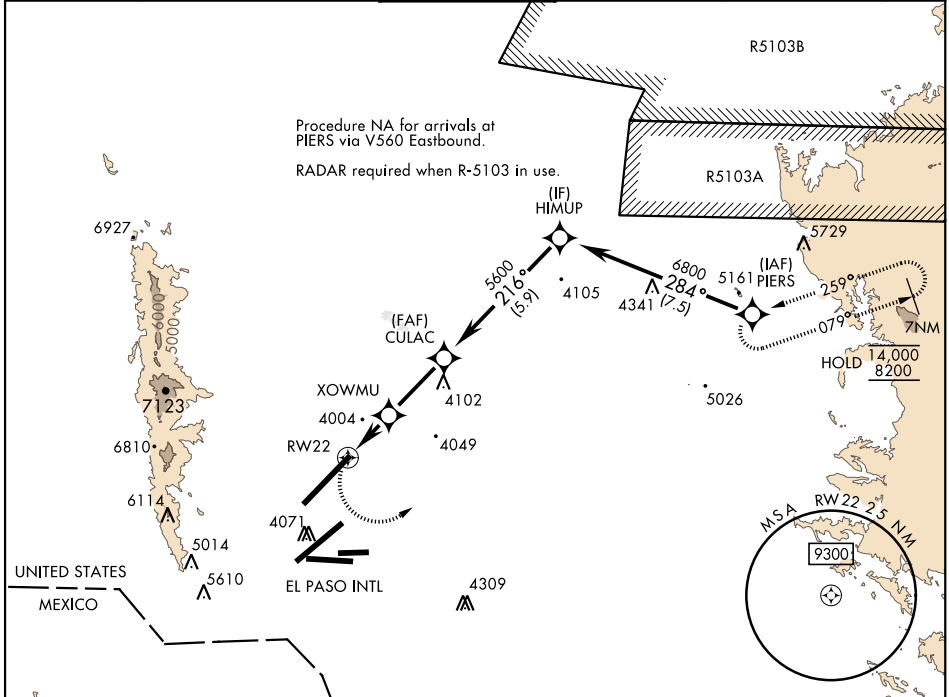 R5103B
Procedure NA for arrivals at
PIERS via V560 Eastbound.
RADAR required when R-5103 in use.
R5103A
(IF)
HIMUP
6927
5729
(IAF)
PIERS
5161
6800
284°
(7.5)
4341
4105
5600
216°
(5.9)
259°
079°
7NM
HOLD
14,000
8200
(FAF)
CULAC
6000
5000
XOWMU
4102
5026
7123
4004
4049
6810
RW22
6114
4071
MSA RW22 25 NM
5014
9300
UNITED STATES
5610
EL PASO INTL
4309
MEXICO